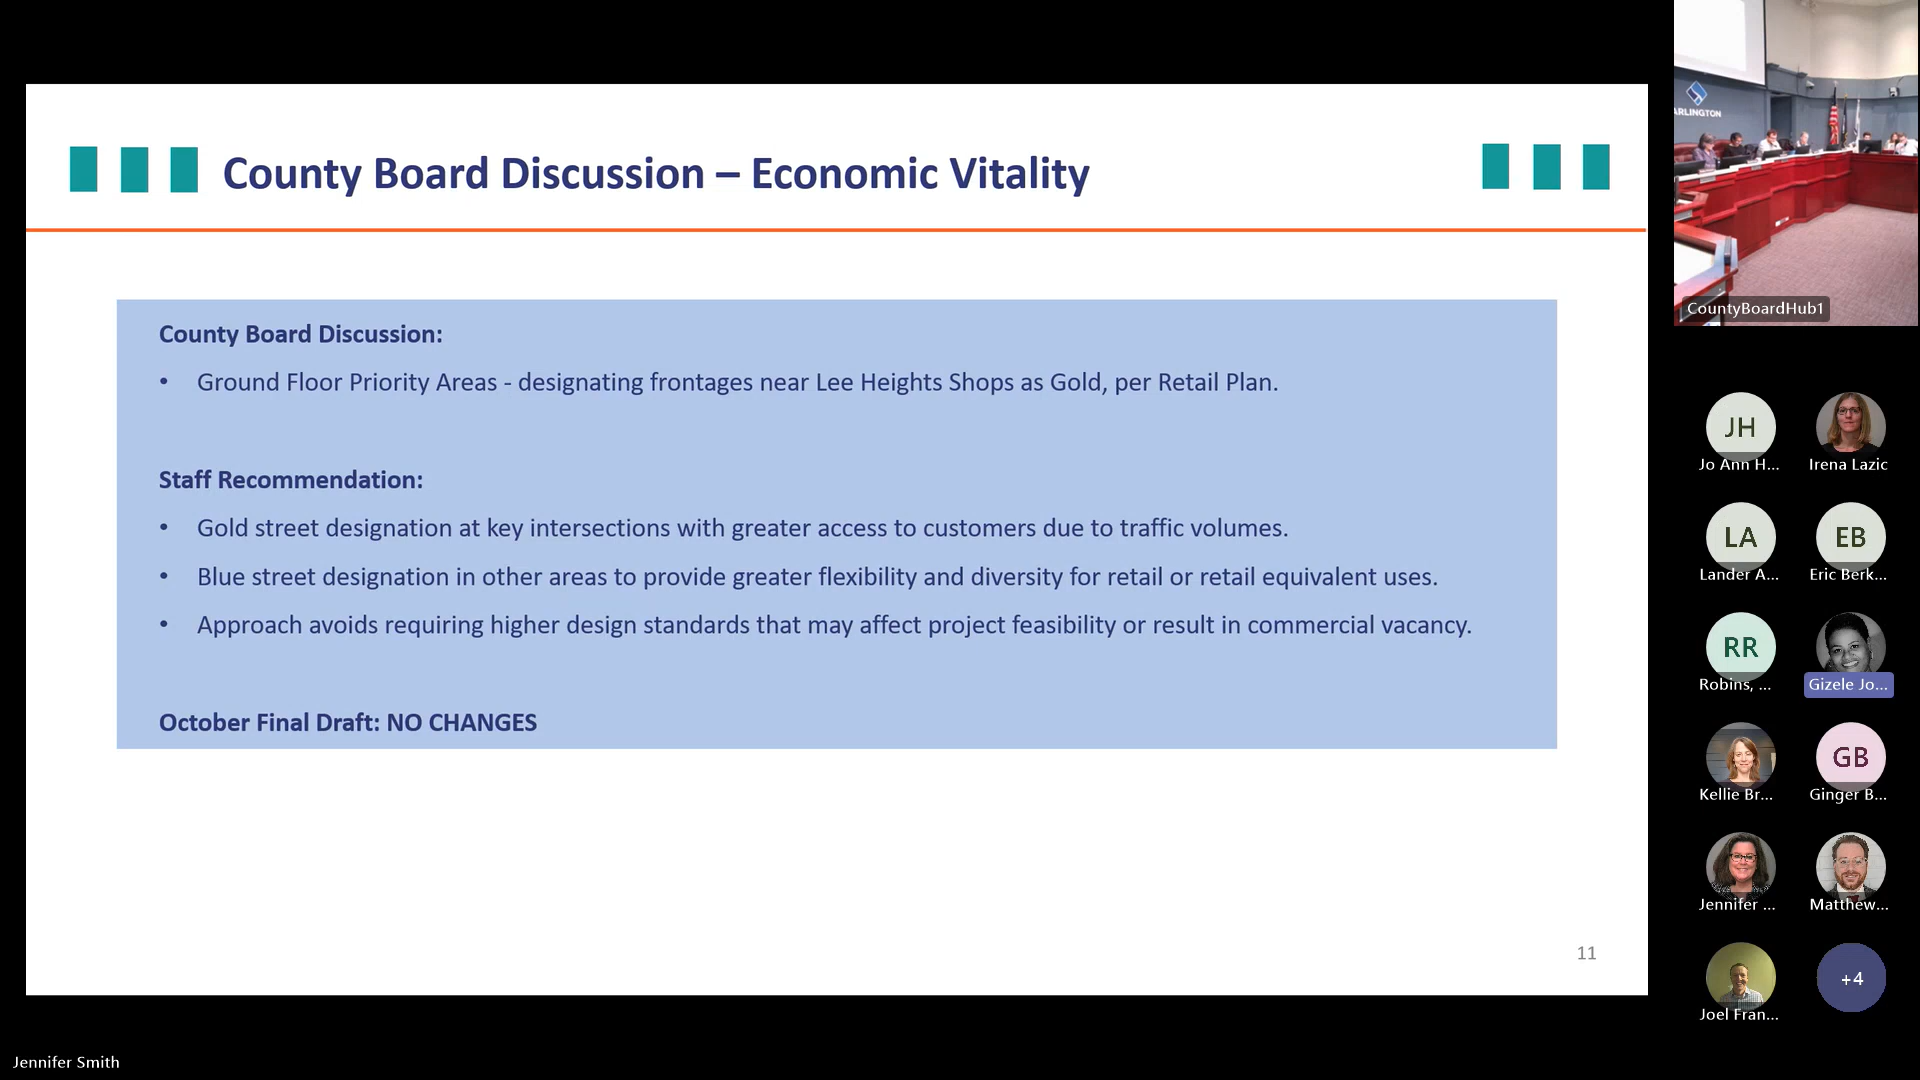 County Board Discussion – Economic Vitality
County Board Discussion:
• Ground Floor Priority Areas - designating frontages near Lee Heights Shops as Gold, per Retail Plan.
Staff Recommendation:
• Gold street designation at key intersections with greater access to customers due to traffic volumes.
• Blue street designation in other areas to provide greater flexibility and diversity for retail or retail equivalent uses.
• Approach avoids requiring higher design standards that may affect project feasibility or result in commercial vacancy.
October Final Draft: NO CHANGES
11
Jennifer Smith
ARLINGTON
CountyBoardHub1
JH
Jo Ann H...
Irena Lazic
LA
Lander A...
EB
Eric Berk...
RR
Robins, ...
Gizele Jo...
Kellie Br...
GB
Ginger B...
Jennifer ...
Matthew...
Joel Fran...
+4